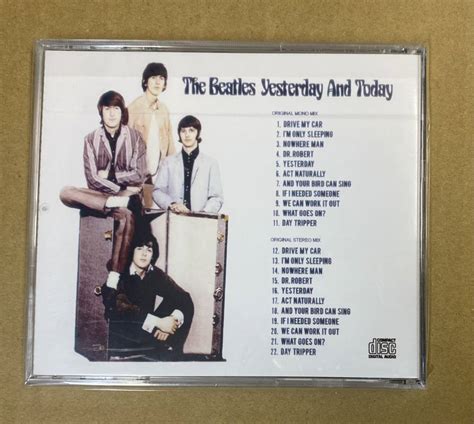 The Beatles Yesterday And Today
ORIGINAL MONO MIX
1. DRIVE MY CAR
2. I'M ONLY SLEEPING
3. NOWHERE MAN
4. DR. ROBERT
5. YESTERDAY
6. ACT NATURALLY
7. AND YOUR BIRD CAN SING
8. IF I NEEDED SOMEONE
9. WE CAN WORK IT OUT
10. WHAT GOES ON?
11. DAY TRIPPER
ORIGINAL STEREO MIX
12. DRIVE MY CAR
13. I'M ONLY SLEEPING
14. NOWHERE MAN
15. DR. ROBERT
16. YESTERDAY
17. ACT NATURALLY
18. AND YOUR BIRD CAN SING
19. IF I NEEDED SOMEONE
20. WE CAN WORK IT OUT
21. WHAT GOES ON?
22. DAY TRIPPER
COMPACT
disc
DIGITAL AUDIO